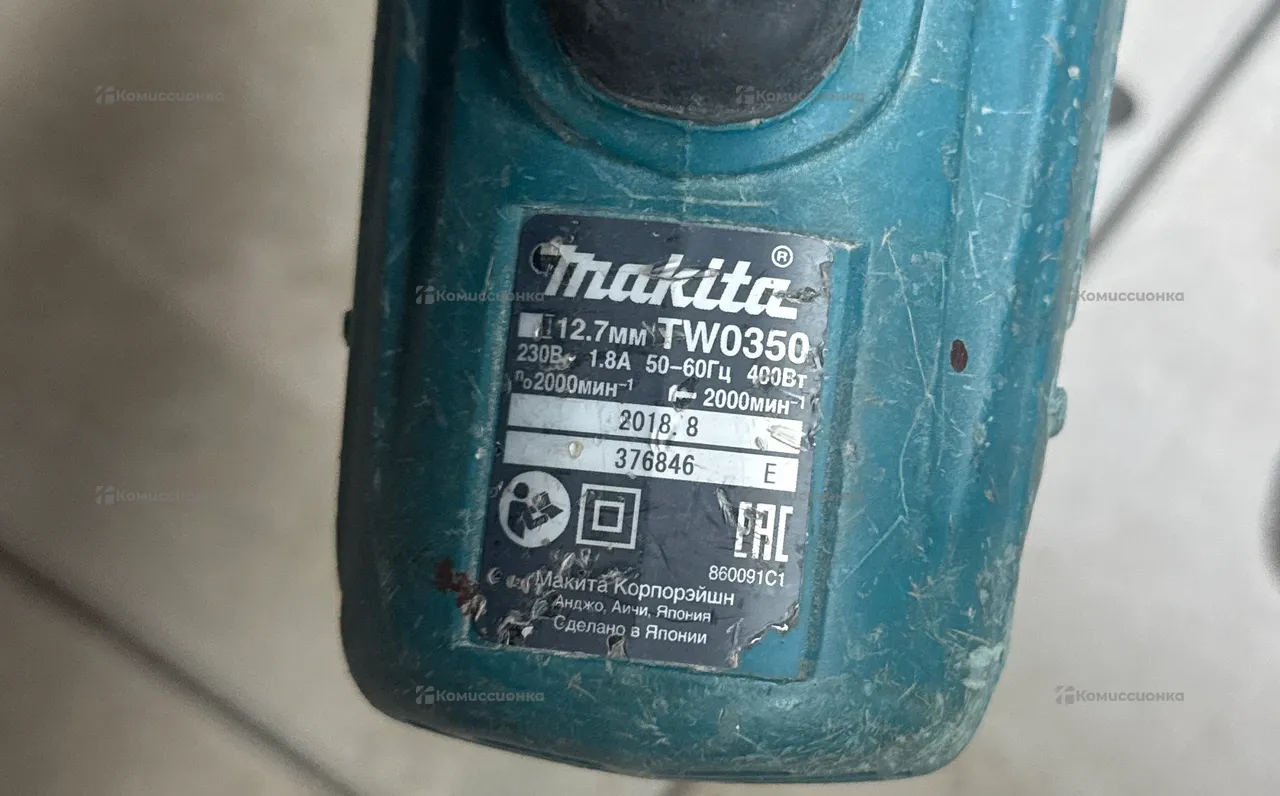 makita®
12.7мм TW0350
230В~ 1.8А 50-60Гц 400Вт
n₀2000мин⁻¹ 2000мин⁻¹
2018.8
376846 E
EAC
860091C1
Макита Корпорэйшн
Анджо, Аичи, Япония
Сделано в Японии
Комиссионка
Комиссионка
Комиссионка
Комиссионка
Комиссионка
Комиссионка
Комиссионка